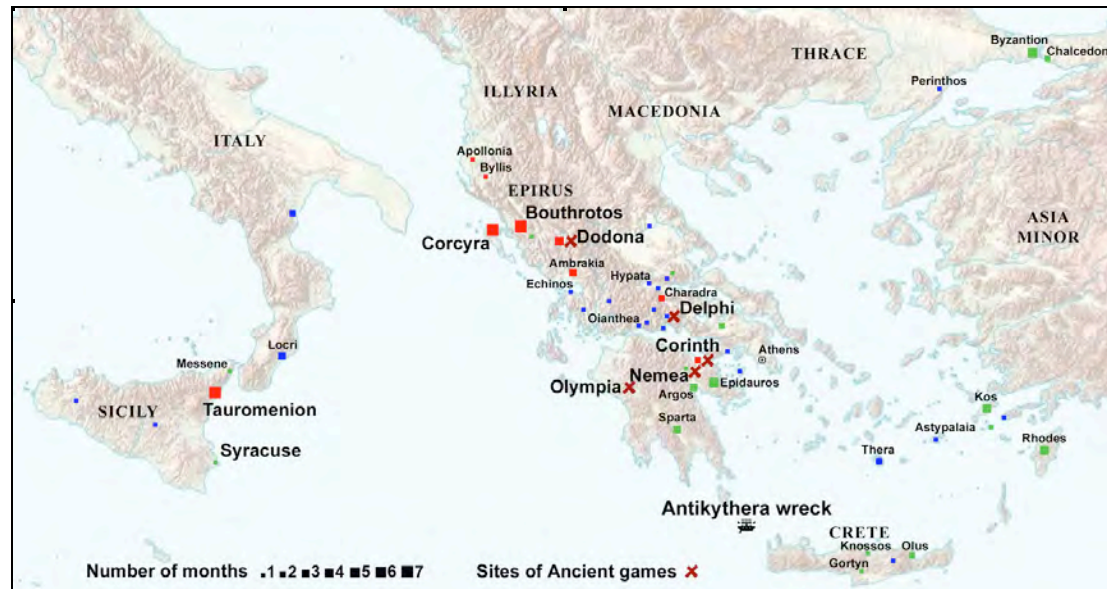 Byzantion
Chalcedon
THRACE
Perinthos
ILLYRIA
MACEDONIA
ITALY
Apollonia
Byllis
EPIRUS
Bouthrotos
ASIA
MINOR
Corcyra
Dodona
Ambrakia
Hypata
Echinos
Charadra
Delphi
Oianthea
Corinth
Athens
Locri
Messene
Nemea
Epidauros
Olympia
Argos
Kos
SICILY
Tauromenion
Sparta
Astypalaia
Rhodes
Syracuse
Thera
Antikythera wreck
CRETE
Knossos
Olus
Gortyn
Number of months 1 2 3 4 5 6 7 Sites of Ancient games